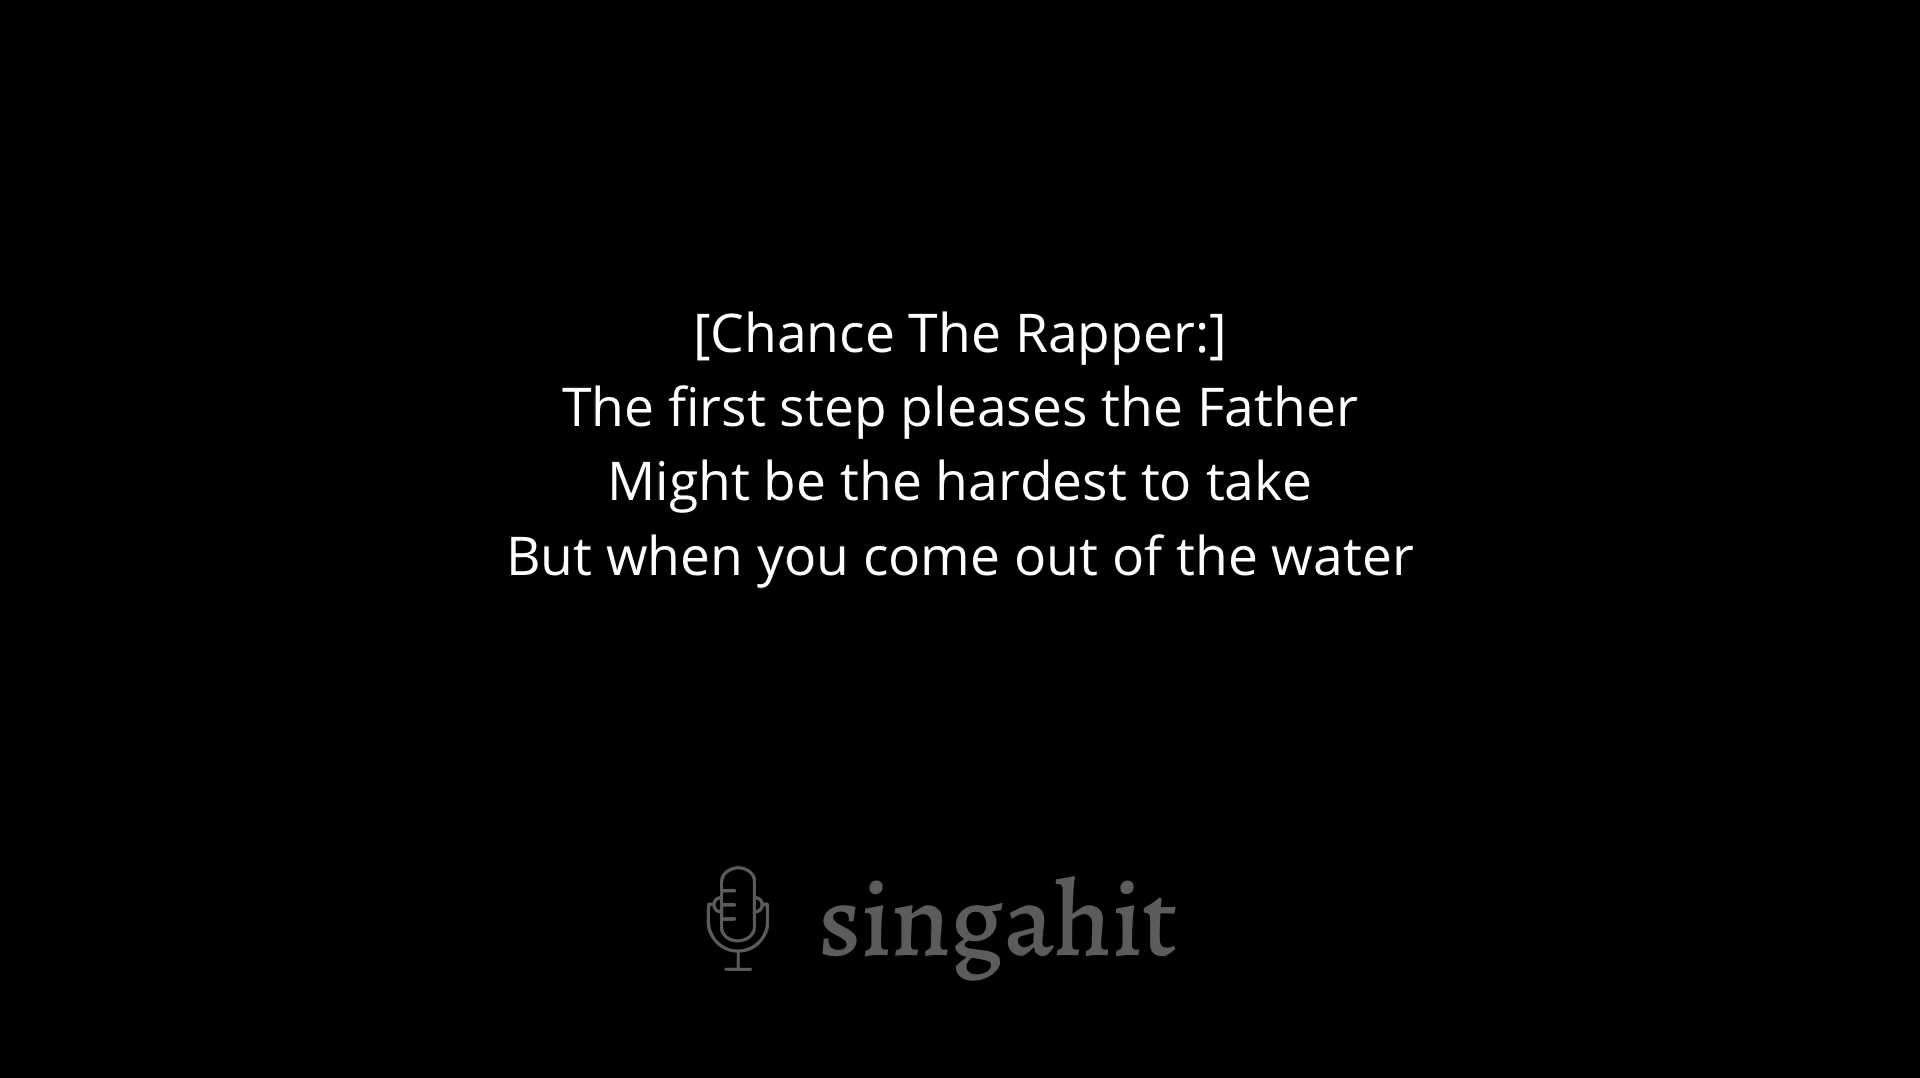 [Chance The Rapper:]
The first step pleases the Father
Might be the hardest to take
But when you come out of the water
singahit